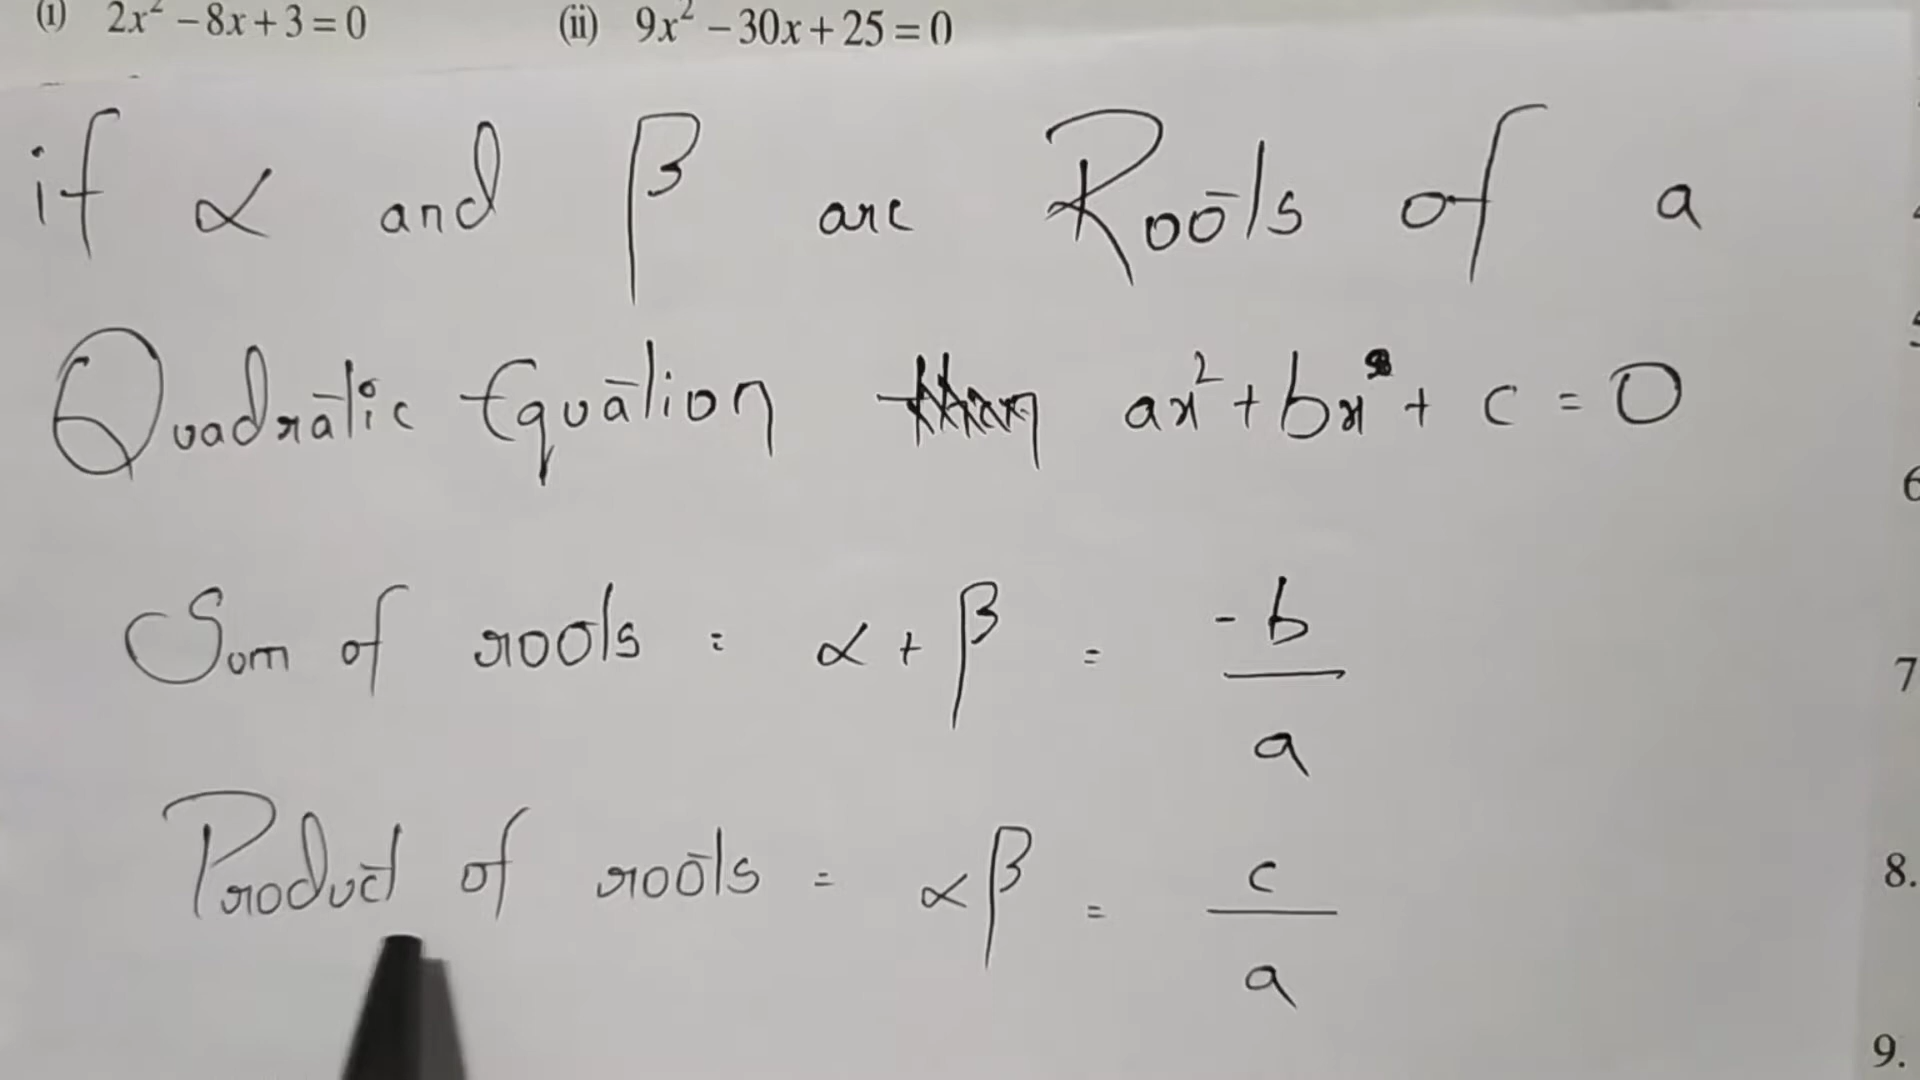 (i) 2x² – 8x + 3 = 0 (ii) 9x² – 30x + 25 = 0
if α and β are Roots of a
Quadratic Equation ax² + bx + c = 0
Sum of roots = α + β = -b/a
Product of roots = αβ = c/a
6
7
8.
9.